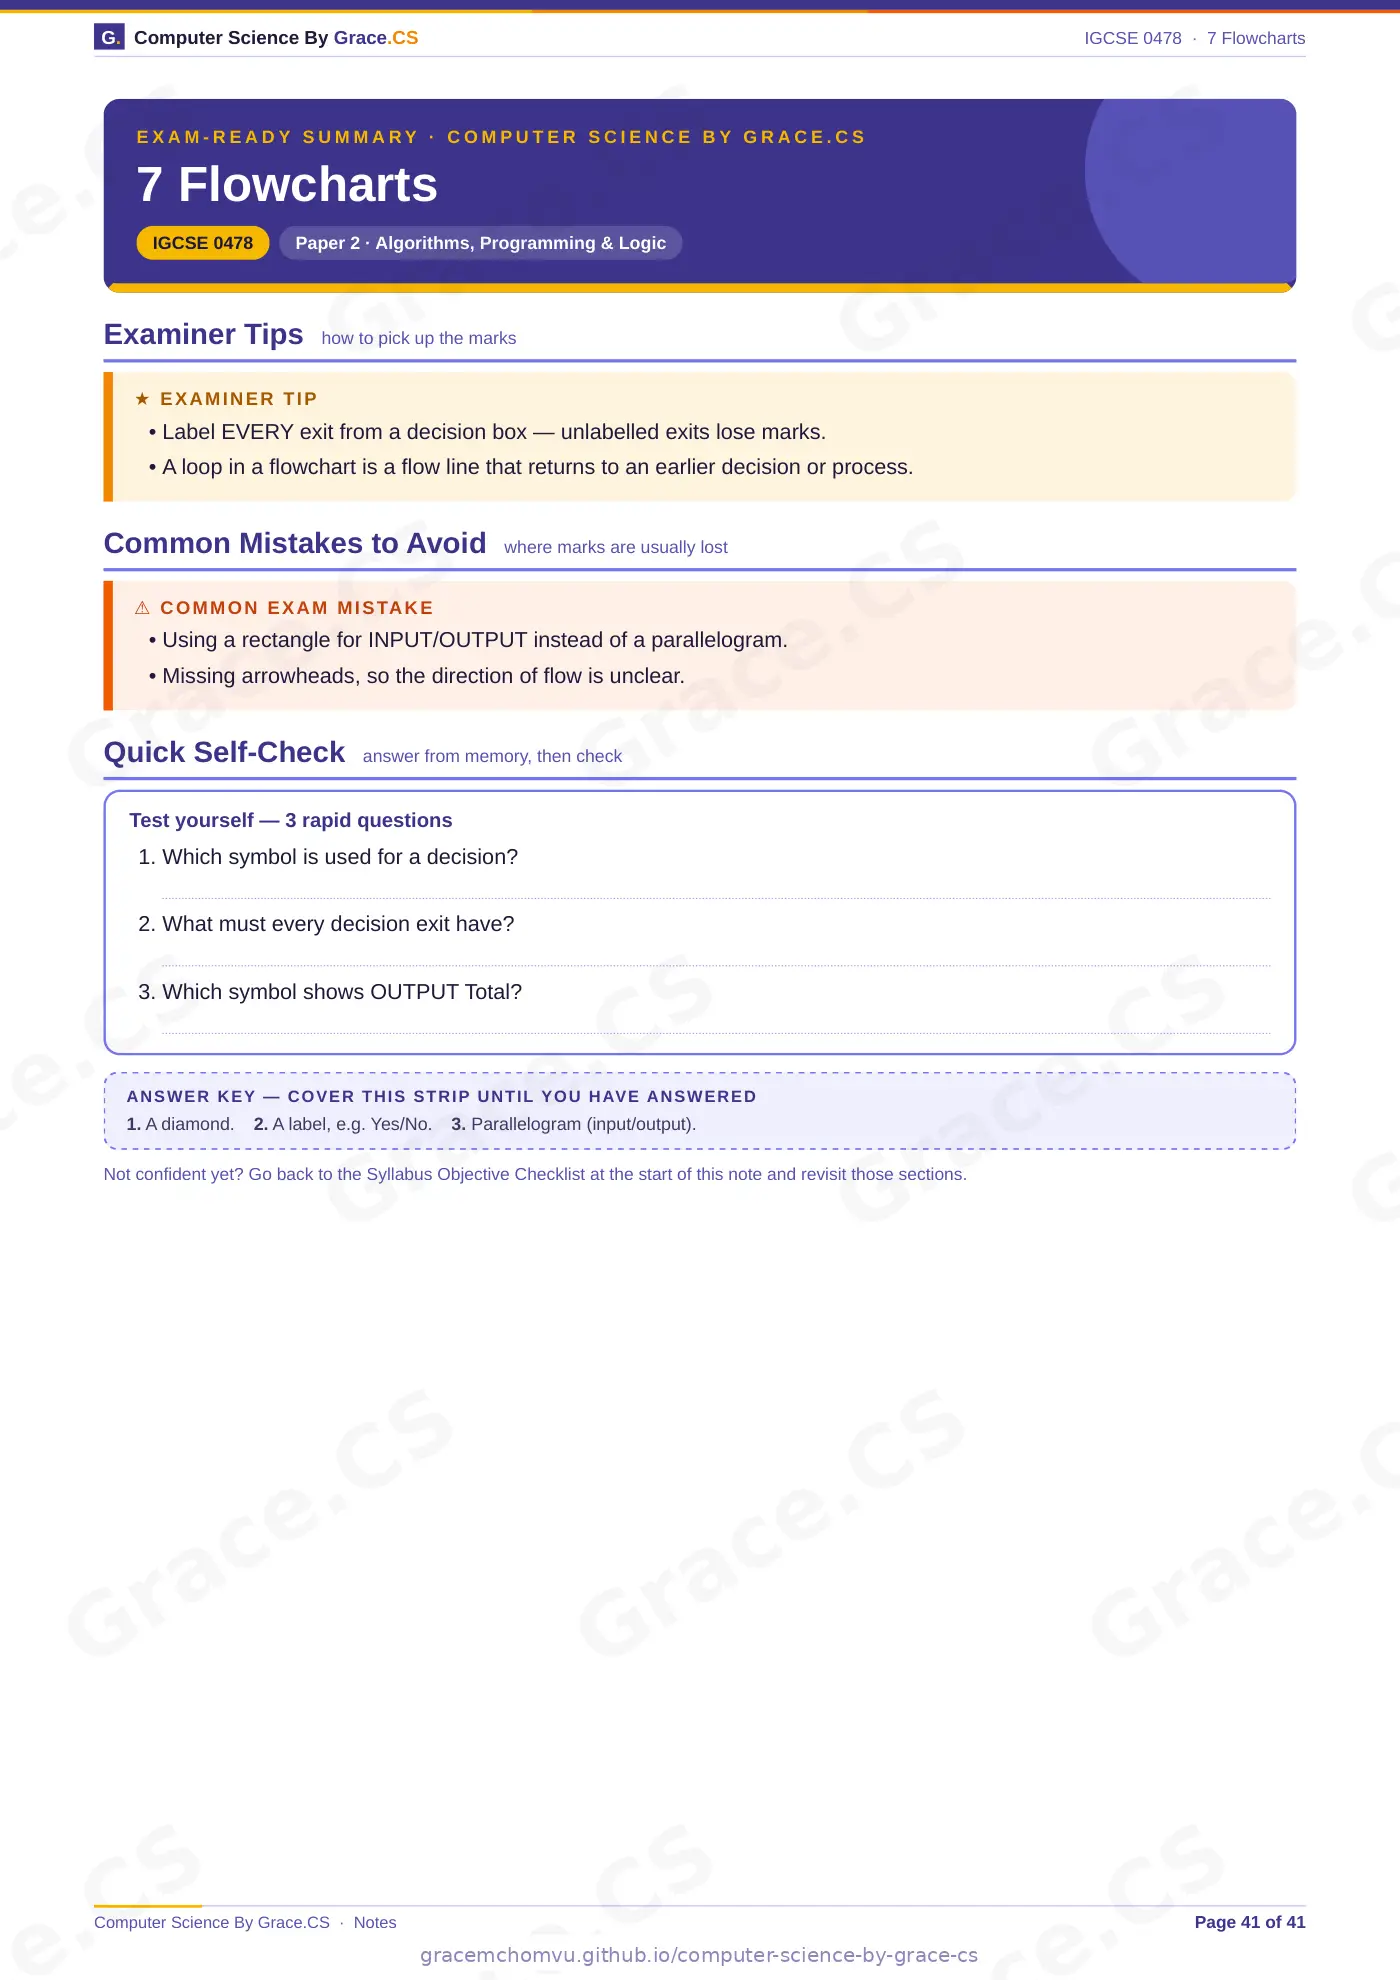 G. Computer Science By Grace.CS
IGCSE 0478 · 7 Flowcharts
EXAM-READY SUMMARY · COMPUTER SCIENCE BY GRACE.CS
7 Flowcharts
IGCSE 0478 Paper 2 · Algorithms, Programming & Logic
Examiner Tips how to pick up the marks
★ EXAMINER TIP
• Label EVERY exit from a decision box — unlabelled exits lose marks.
• A loop in a flowchart is a flow line that returns to an earlier decision or process.
Common Mistakes to Avoid where marks are usually lost
⚠ COMMON EXAM MISTAKE
• Using a rectangle for INPUT/OUTPUT instead of a parallelogram.
• Missing arrowheads, so the direction of flow is unclear.
Quick Self-Check answer from memory, then check
Test yourself — 3 rapid questions
1. Which symbol is used for a decision?
2. What must every decision exit have?
3. Which symbol shows OUTPUT Total?
ANSWER KEY — COVER THIS STRIP UNTIL YOU HAVE ANSWERED
1. A diamond. 2. A label, e.g. Yes/No. 3. Parallelogram (input/output).
Not confident yet? Go back to the Syllabus Objective Checklist at the start of this note and revisit those sections.
Grace.CS
Computer Science By Grace.CS · Notes
Page 41 of 41
gracemchomvu.github.io/computer-science-by-grace-cs